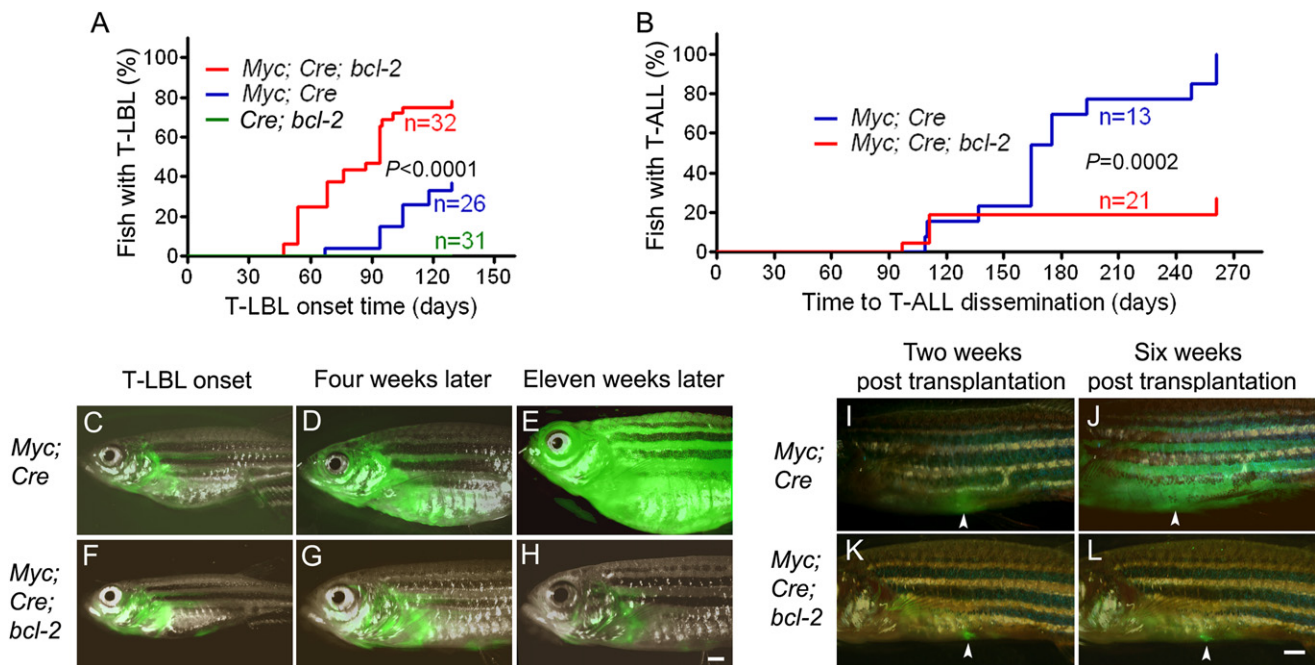 A
Fish with T-LBL (%)
100
80
60
40
20
0
Myc; Cre; bcl-2
Myc; Cre
Cre; bcl-2
n=32
P<0.0001
n=26
n=31
0 30 60 90 120 150
T-LBL onset time (days)
B
Fish with T-ALL (%)
100
80
60
40
20
0
Myc; Cre
Myc; Cre; bcl-2
n=13
P=0.0002
n=21
0 30 60 90 120 150 180 210 240 270
Time to T-ALL dissemination (days)
T-LBL onset
Four weeks later
Eleven weeks later
Myc;
Cre
C
D
E
Myc;
Cre;
bcl-2
F
G
H
Two weeks
post transplantation
Six weeks
post transplantation
Myc;
Cre
I
J
Myc;
Cre;
bcl-2
K
L